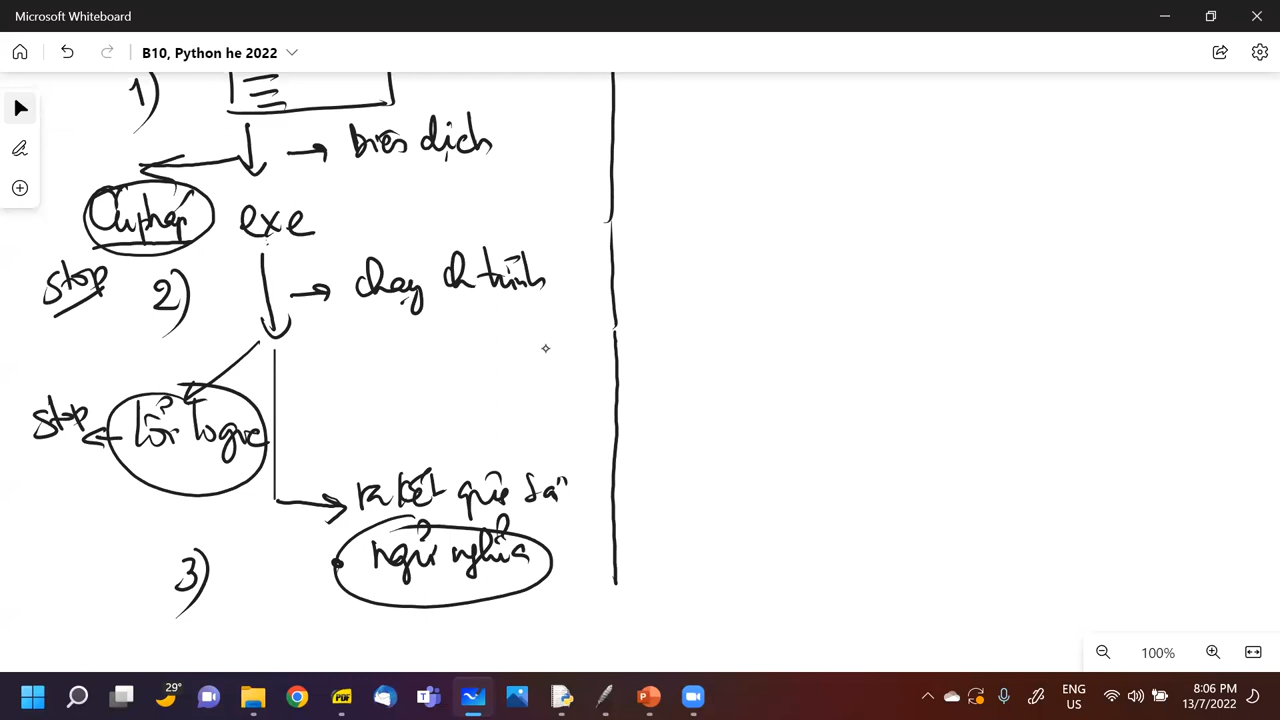 Microsoft Whiteboard
B10, Python he 2022
1)
biên dịch
Cú pháp
exe
stop
2)
chạy ch trình
stop
lỗi logic
ra kết quả sai
ngữ nghĩa
3)
100%
29°
ENG
US
8:06 PM
13/7/2022